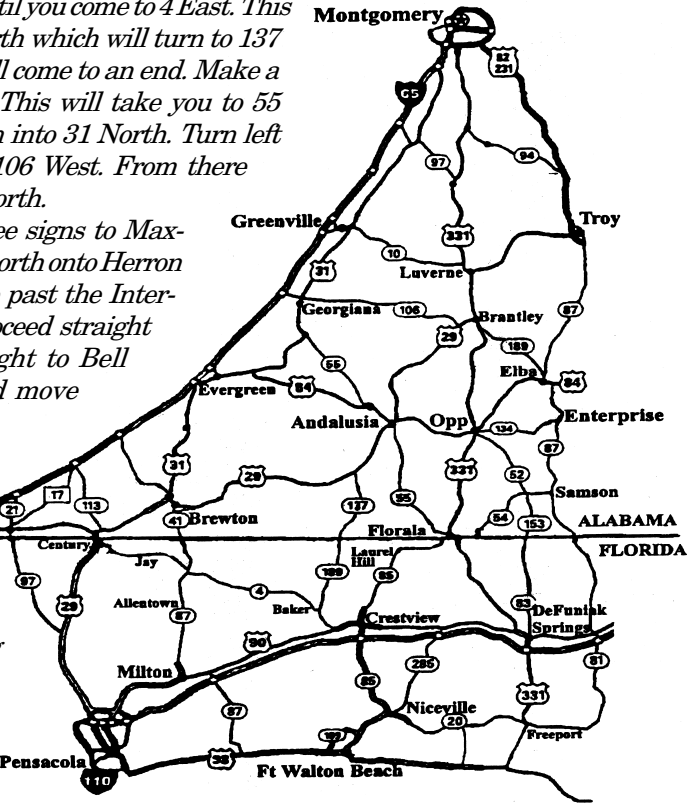 til you come to 4 East. This
rth which will turn to 137
ll come to an end. Make a
This will take you to 55
n into 31 North. Turn left
106 West. From there
orth.
ee signs to Max-
orth onto Herron
past the Inter-
oceed straight
ght to Bell
d move
Montgomery
82
231
65
97
94
Greenville
331
Troy
10
31
Luverne
Georgiana
106
87
Brantley
29
189
55
Elba
84
84
Evergreen
Andalusia
Opp
Enterprise
134
87
31
29
331
52
17
Samson
113
137
55
21
41
Brewton
54
153
ALABAMA
Florala
Century
FLORIDA
Laurel
Hill
Jay
97
189
85
4
29
Allentown
87
Baker
83
DeFuniak
Springs
Crestview
90
285
81
Milton
85
331
87
Niceville
20
Freeport
Pensacola
98
Ft Walton Beach
110